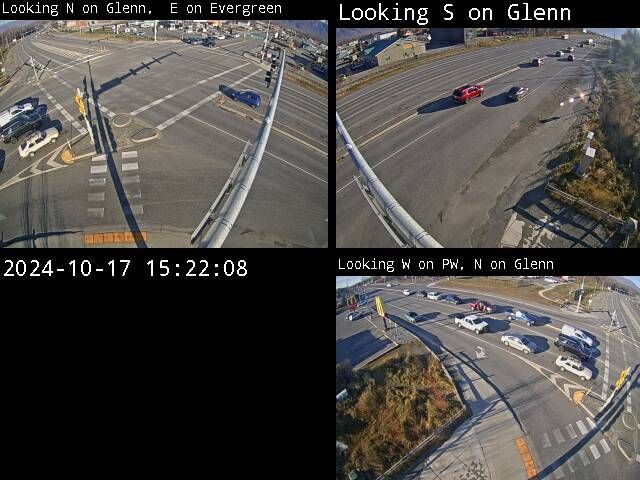 Looking N on Glenn,  E on Evergreen
Looking S on Glenn
2024-10-17 15:22:08
Looking W on PW, N on Glenn